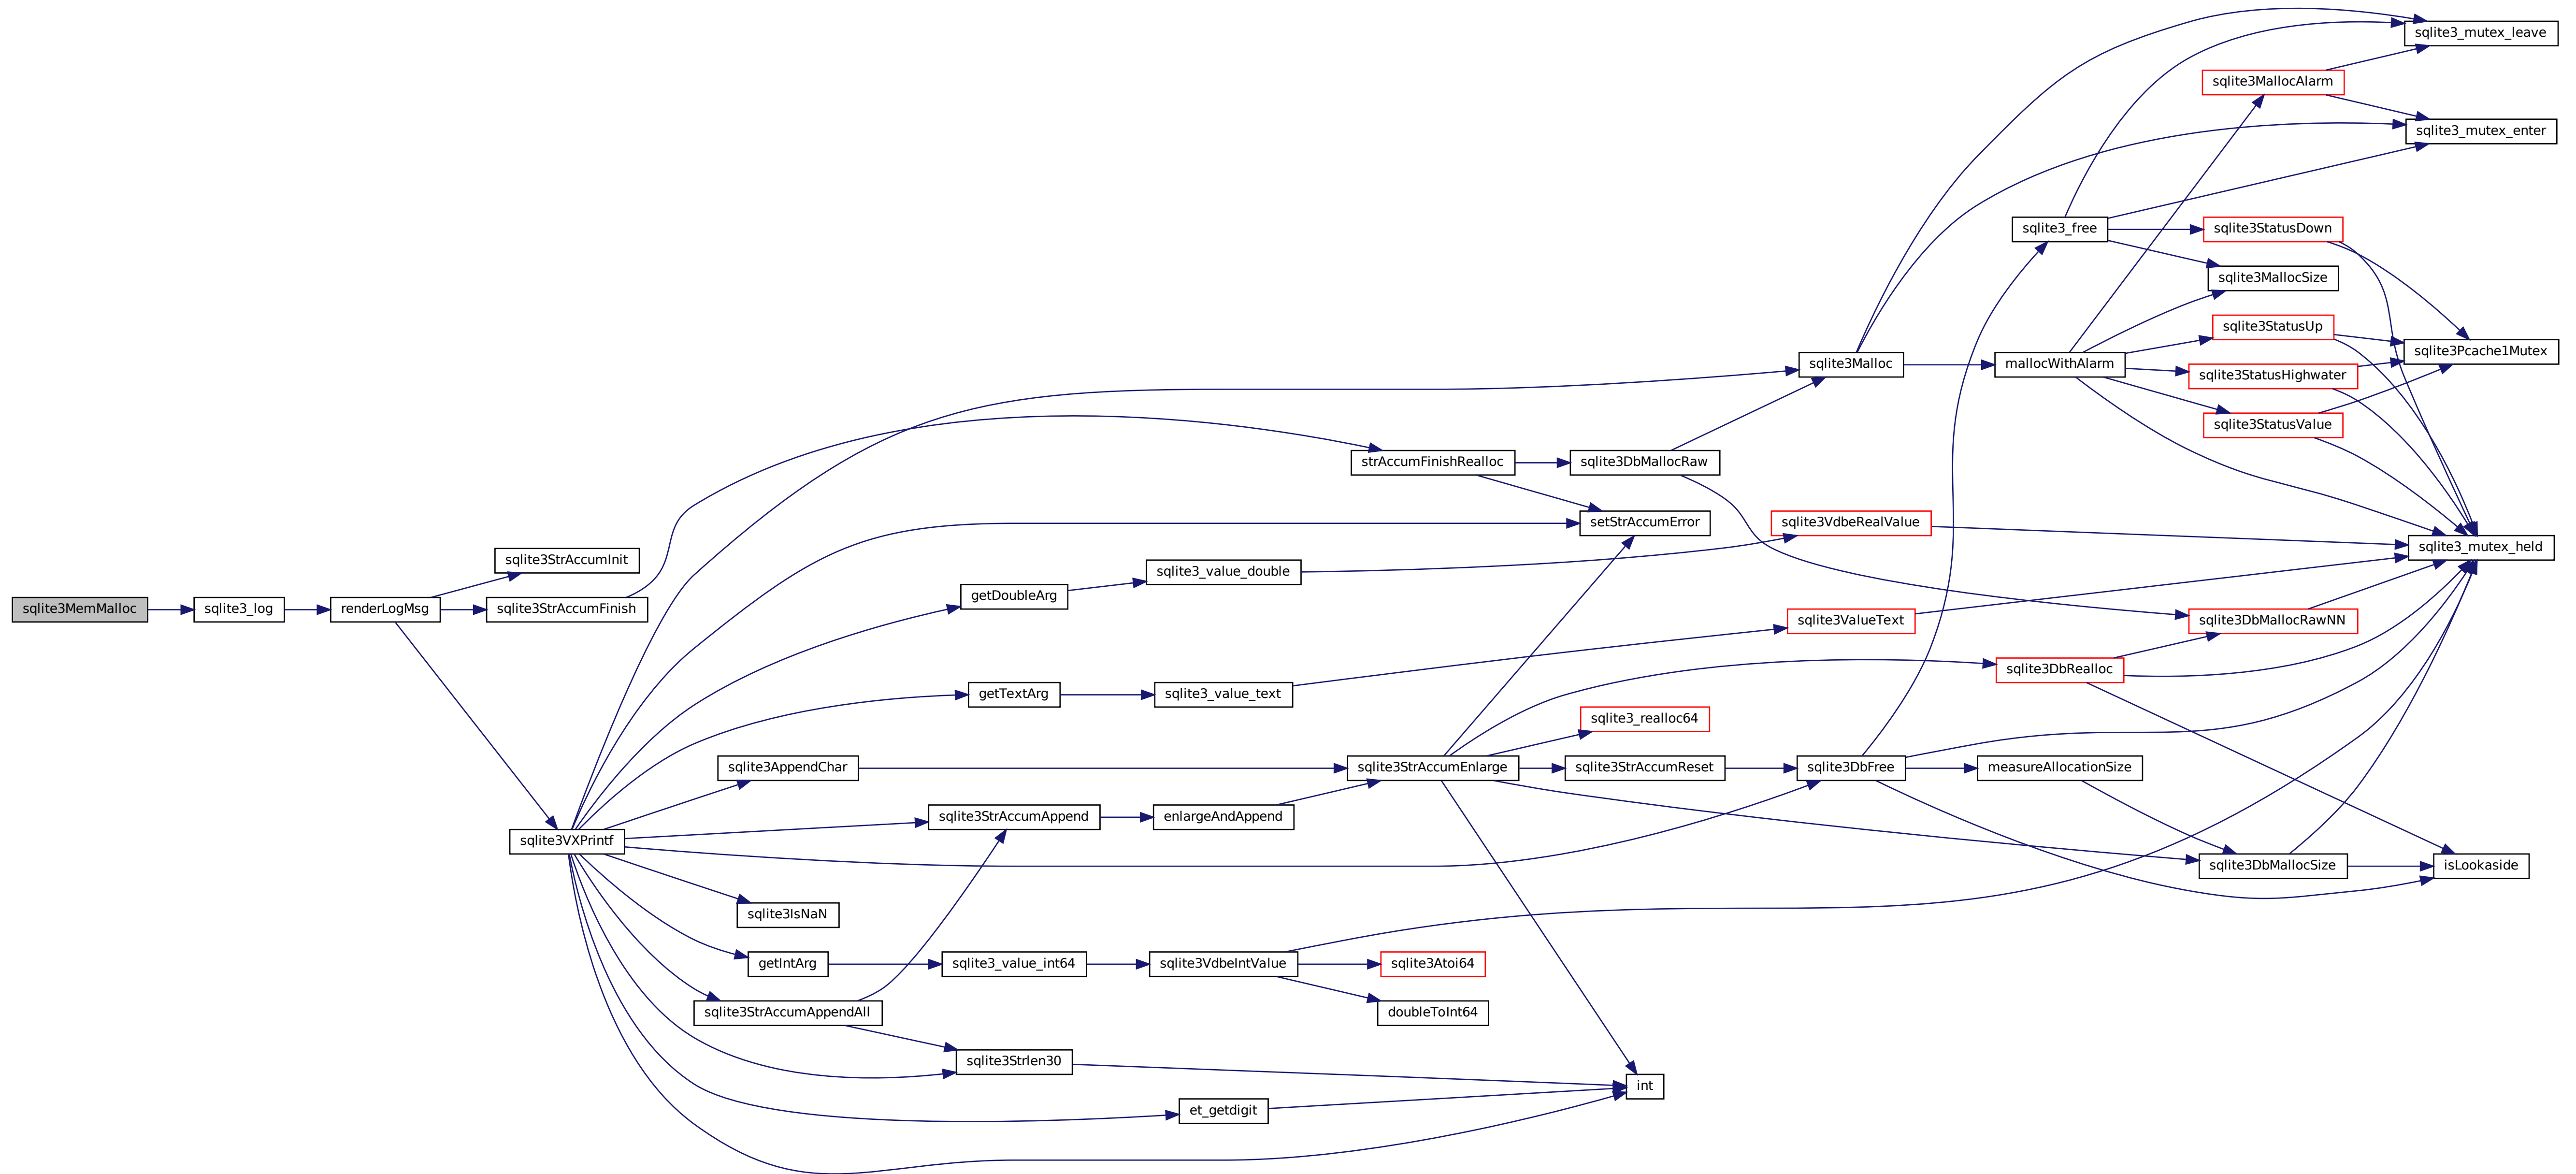 sqlite3MemMalloc
sqlite3_log
renderLogMsg
sqlite3StrAccumInit
sqlite3StrAccumFinish
sqlite3VXPrintf
sqlite3AppendChar
sqlite3IsNaN
getIntArg
sqlite3StrAccumAppendAll
getDoubleArg
getTextArg
sqlite3StrAccumAppend
sqlite3_value_int64
sqlite3Strlen30
sqlite3_value_double
sqlite3_value_text
enlargeAndAppend
sqlite3VdbeIntValue
et_getdigit
strAccumFinishRealloc
sqlite3StrAccumEnlarge
sqlite3Atoi64
doubleToInt64
sqlite3DbMallocRaw
setStrAccumError
sqlite3_realloc64
sqlite3StrAccumReset
int
sqlite3Malloc
sqlite3VdbeRealValue
sqlite3ValueText
sqlite3DbFree
sqlite3_free
mallocWithAlarm
sqlite3DbRealloc
measureAllocationSize
sqlite3MallocAlarm
sqlite3StatusDown
sqlite3MallocSize
sqlite3StatusUp
sqlite3StatusHighwater
sqlite3StatusValue
sqlite3DbMallocRawNN
sqlite3DbMallocSize
sqlite3_mutex_leave
sqlite3_mutex_enter
sqlite3Pcache1Mutex
sqlite3_mutex_held
isLookaside